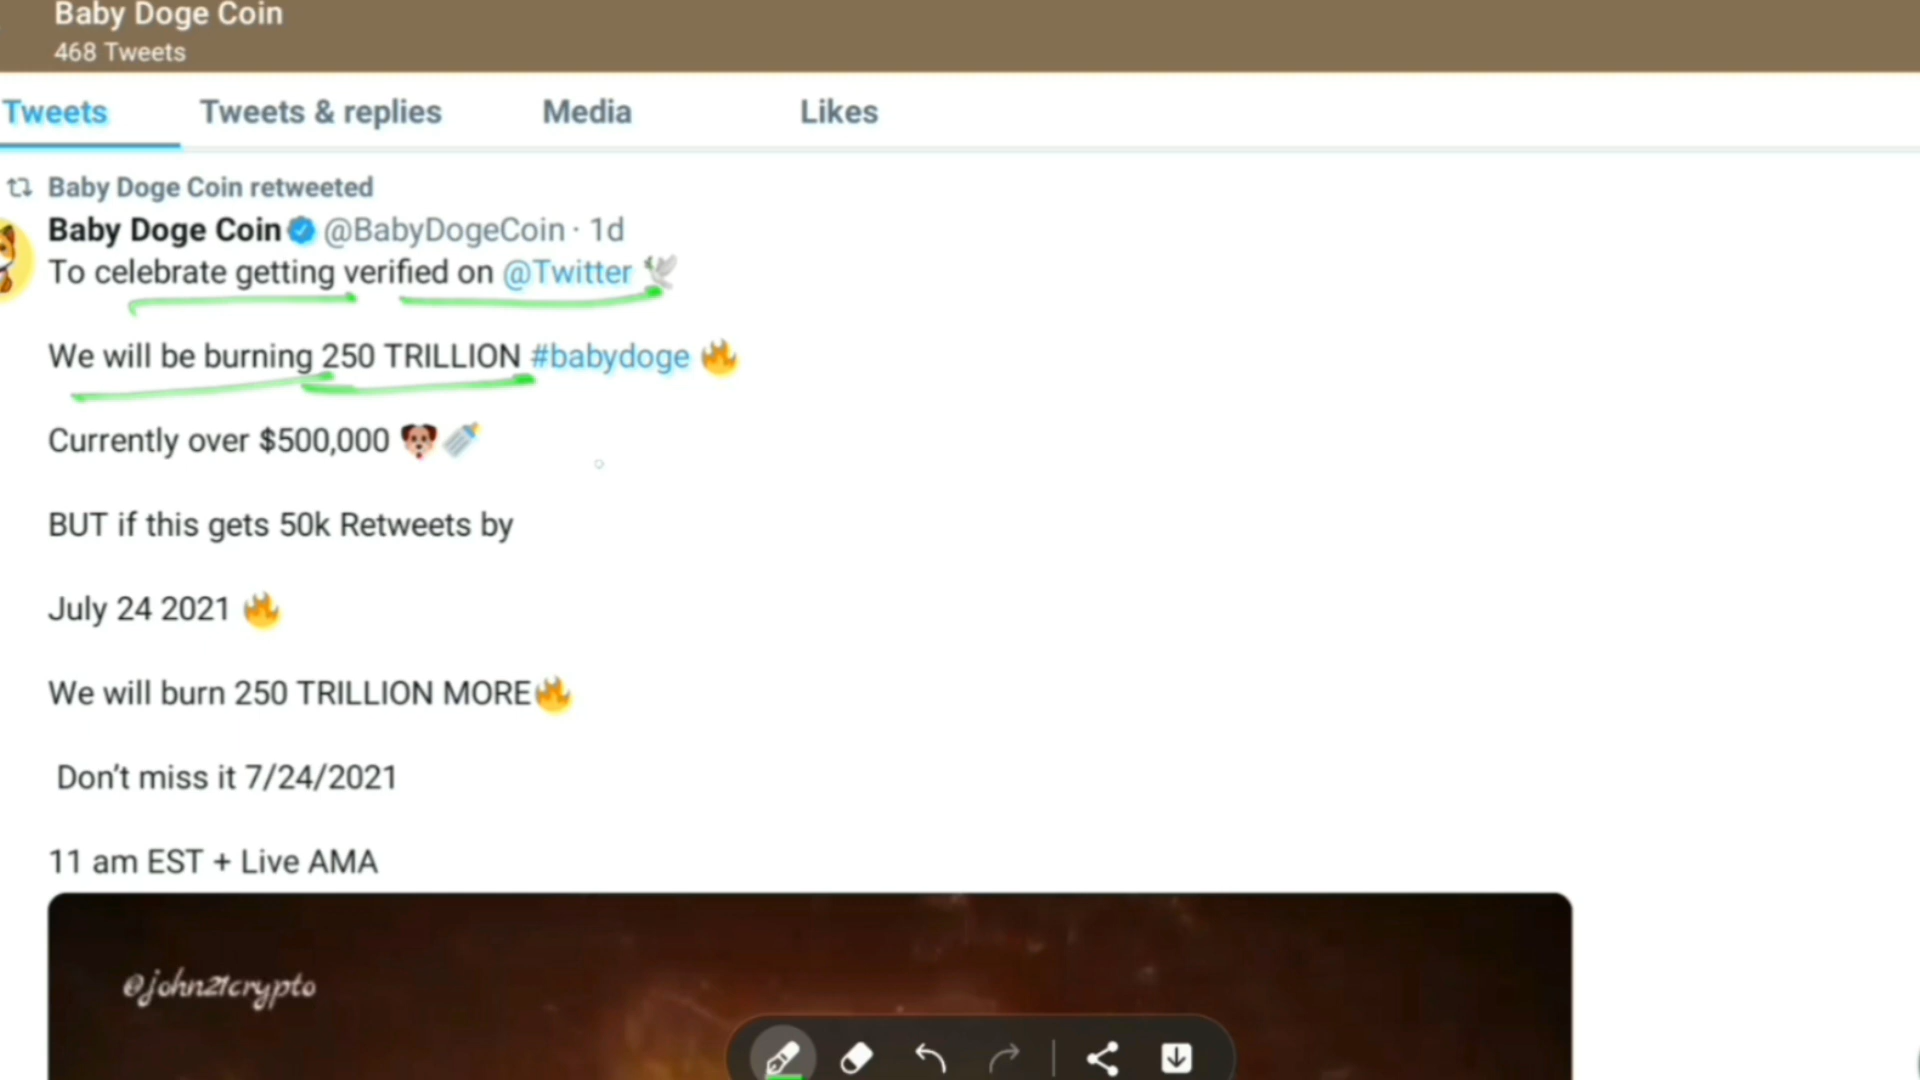 Baby Doge Coin
468 Tweets
Tweets Tweets & replies Media Likes
Baby Doge Coin retweeted
Baby Doge Coin @BabyDogeCoin · 1d
To celebrate getting verified on @Twitter 🕊
We will be burning 250 TRILLION #babydoge 🔥
Currently over $500,000 🐶🍼
BUT if this gets 50k Retweets by
July 24 2021 🔥
We will burn 250 TRILLION MORE🔥
Don’t miss it 7/24/2021
11 am EST + Live AMA
@john21crypto